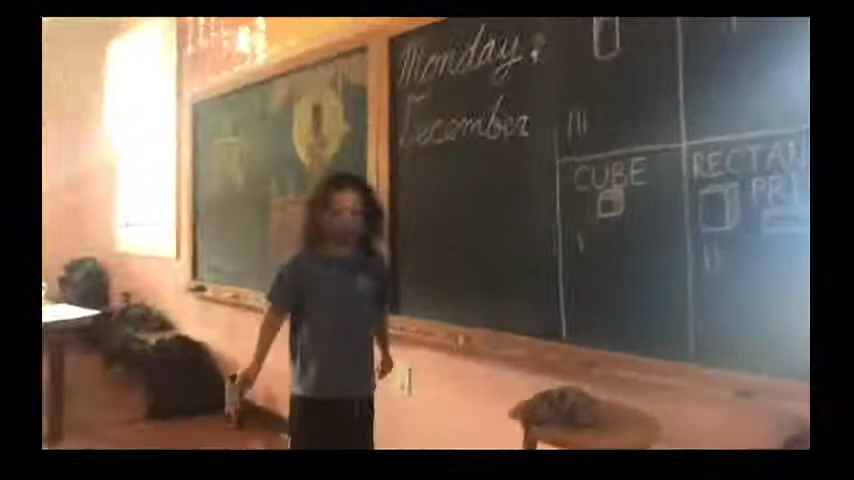 Monday,
December
CUBE
RECTAN
PRI